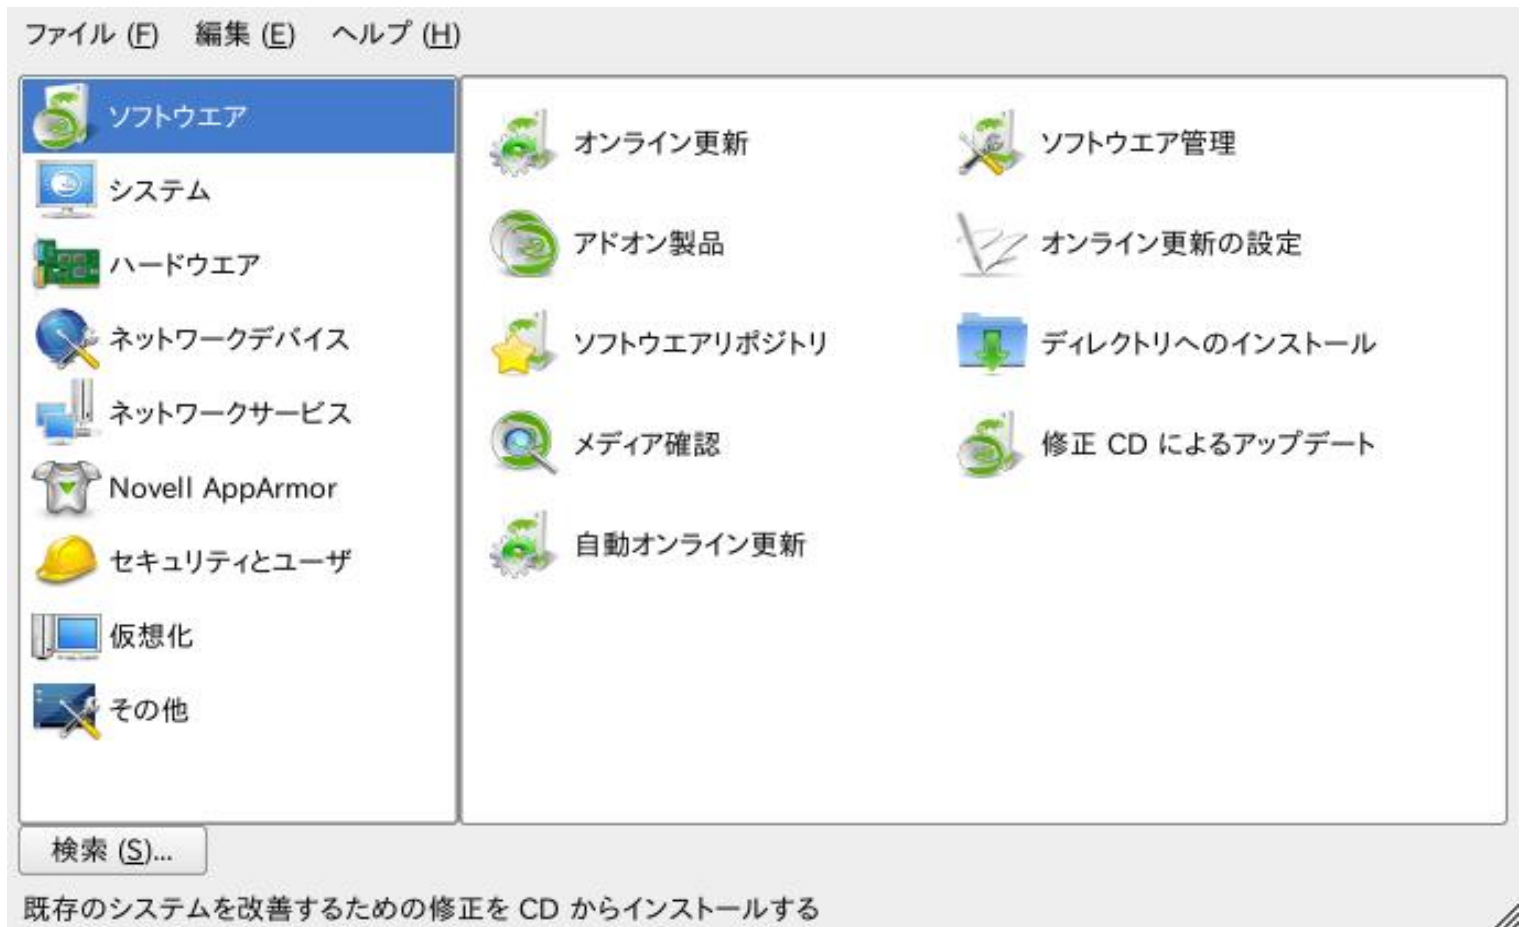 ファイル (F) 編集 (E) ヘルプ (H)
ソフトウエア
システム
ハードウエア
ネットワークデバイス
ネットワークサービス
Novell AppArmor
セキュリティとユーザ
仮想化
その他
オンライン更新
ソフトウエア管理
アドオン製品
オンライン更新の設定
ソフトウエアリポジトリ
ディレクトリへのインストール
メディア確認
修正 CD によるアップデート
自動オンライン更新
検索 (S)...
既存のシステムを改善するための修正を CD からインストールする